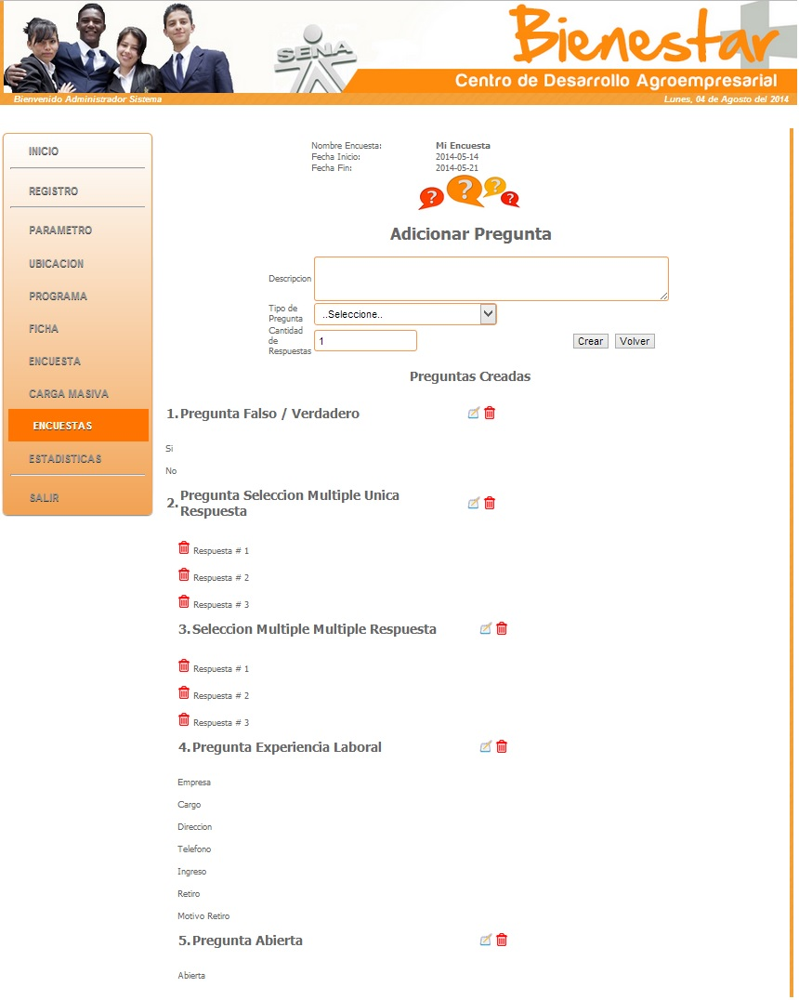 SENA
Bienestar
Centro de Desarrollo Agroempresarial
Bienvenido Administrador Sistema
Lunes, 04 de Agosto del 2014
INICIO
REGISTRO
PARAMETRO
UBICACION
PROGRAMA
FICHA
ENCUESTA
CARGA MASIVA
ENCUESTAS
ESTADISTICAS
SALIR
Nombre Encuesta: Mi Encuesta
Fecha Inicio: 2014-05-14
Fecha Fin: 2014-05-21
? ? ? ?
Adicionar Pregunta
Descripcion
Tipo de
Pregunta
..Seleccione..
Cantidad
de
Respuestas
1
Crear Volver
Preguntas Creadas
1. Pregunta Falso / Verdadero
Si
No
2. Pregunta Seleccion Multiple Unica
Respuesta
Respuesta # 1
Respuesta # 2
Respuesta # 3
3. Seleccion Multiple Multiple Respuesta
Respuesta # 1
Respuesta # 2
Respuesta # 3
4. Pregunta Experiencia Laboral
Empresa
Cargo
Direccion
Telefono
Ingreso
Retiro
Motivo Retiro
5. Pregunta Abierta
Abierta